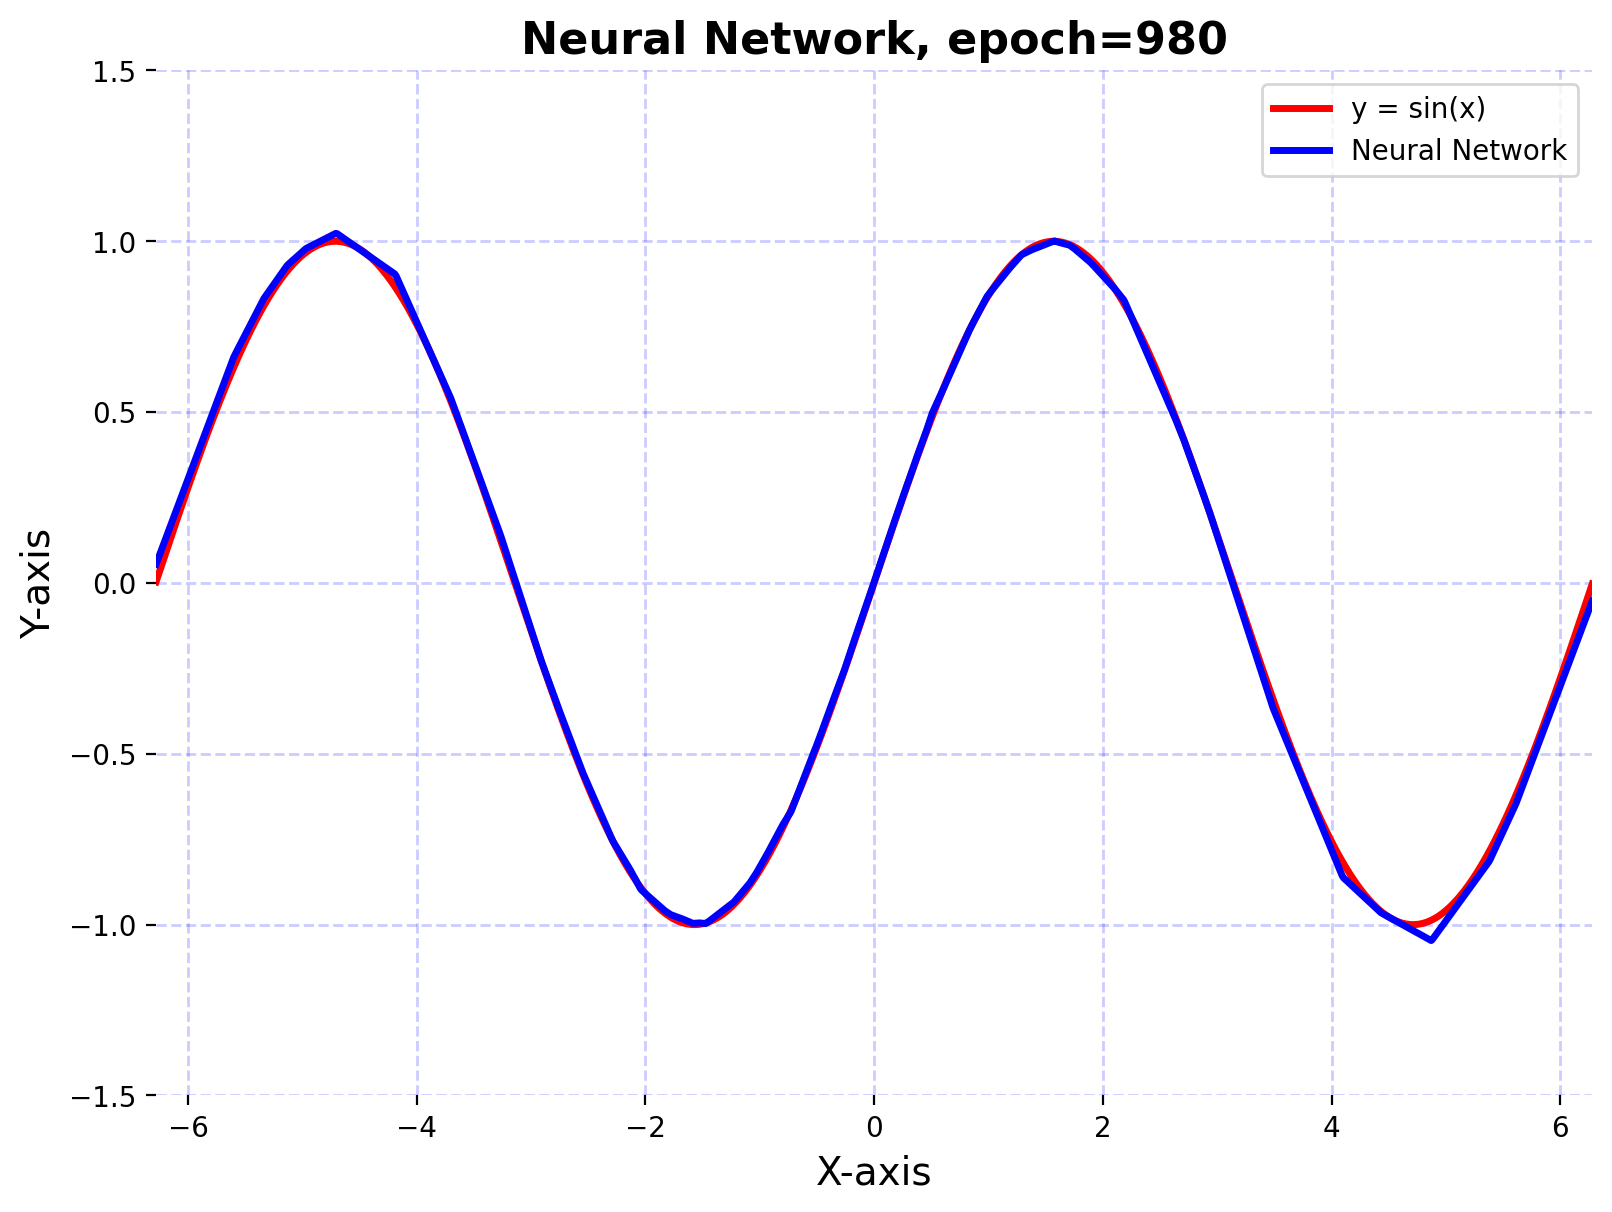 Neural Network, epoch=980
y = sin(x)
Neural Network
1.5
1.0
0.5
0.0
−0.5
−1.0
−1.5
Y-axis
−6 −4 −2 0 2 4 6
X-axis